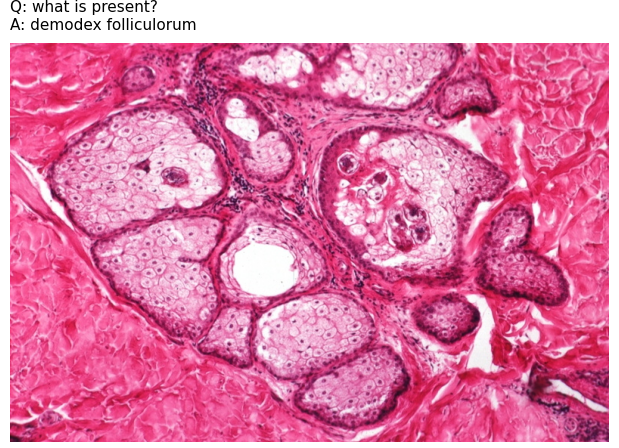 Q: what is present?
A: demodex folliculorum